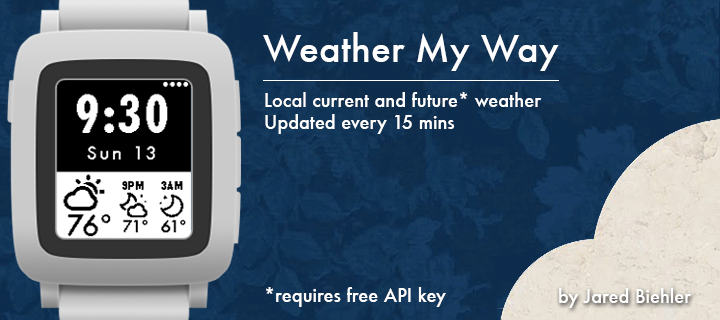 Weather My Way
Local current and future* weather
Updated every 15 mins
9:30
Sun 13
9PM 3AM
76° 71° 61°
*requires free API key
by Jared Biehler